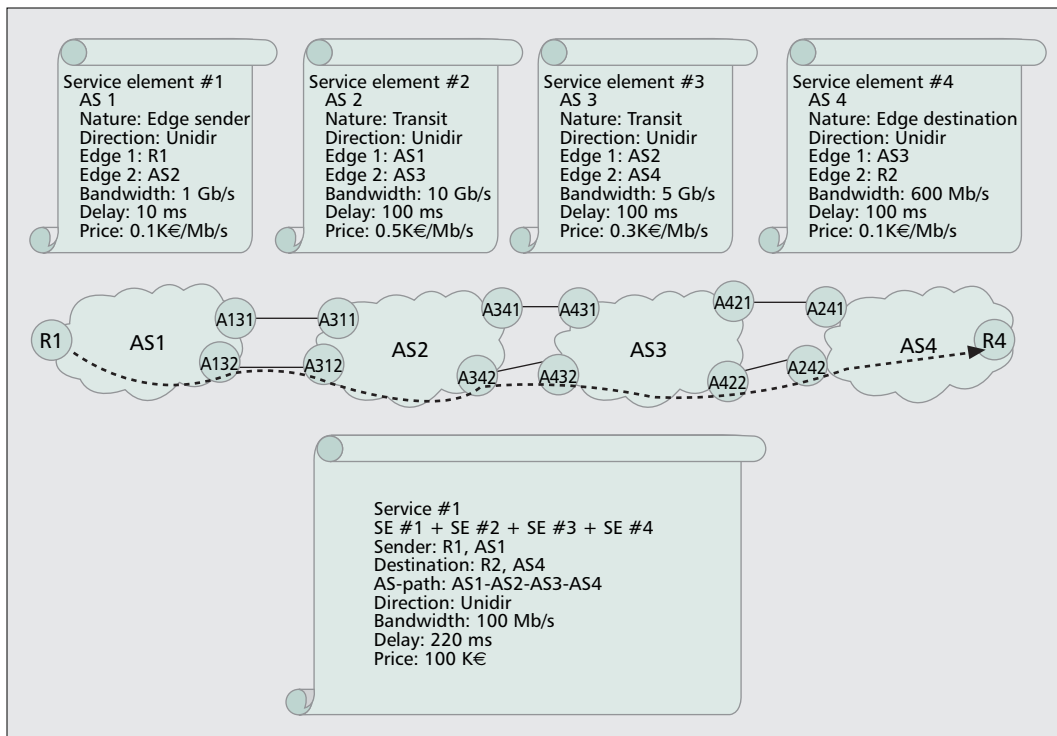 Service element #1
AS 1
Nature: Edge sender
Direction: Unidir
Edge 1: R1
Edge 2: AS2
Bandwidth: 1 Gb/s
Delay: 10 ms
Price: 0.1K€/Mb/s
Service element #2
AS 2
Nature: Transit
Direction: Unidir
Edge 1: AS1
Edge 2: AS3
Bandwidth: 10 Gb/s
Delay: 100 ms
Price: 0.5K€/Mb/s
Service element #3
AS 3
Nature: Transit
Direction: Unidir
Edge 1: AS2
Edge 2: AS4
Bandwidth: 5 Gb/s
Delay: 100 ms
Price: 0.3K€/Mb/s
Service element #4
AS 4
Nature: Edge destination
Direction: Unidir
Edge 1: AS3
Edge 2: R2
Bandwidth: 600 Mb/s
Delay: 100 ms
Price: 0.1K€/Mb/s
R1
AS1
A131
A132
A311
A312
AS2
A341
A342
A431
A432
AS3
A421
A422
A241
A242
AS4
R4
Service #1
SE #1 + SE #2 + SE #3 + SE #4
Sender: R1, AS1
Destination: R2, AS4
AS-path: AS1-AS2-AS3-AS4
Direction: Unidir
Bandwidth: 100 Mb/s
Delay: 220 ms
Price: 100 K€